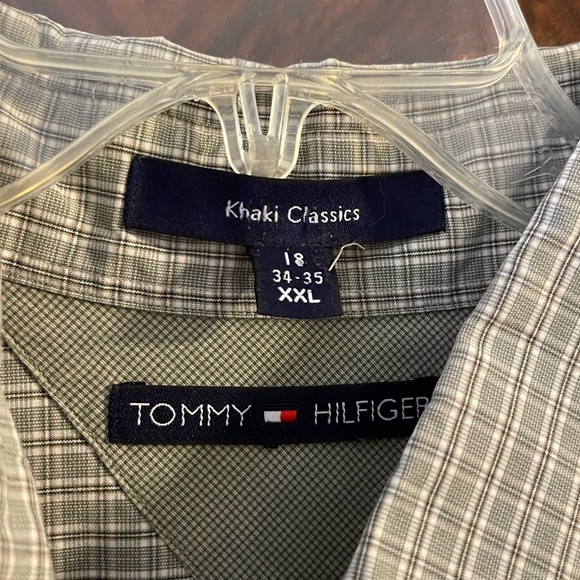 Khaki Classics
18
34-35
XXL
TOMMY HILFIGER